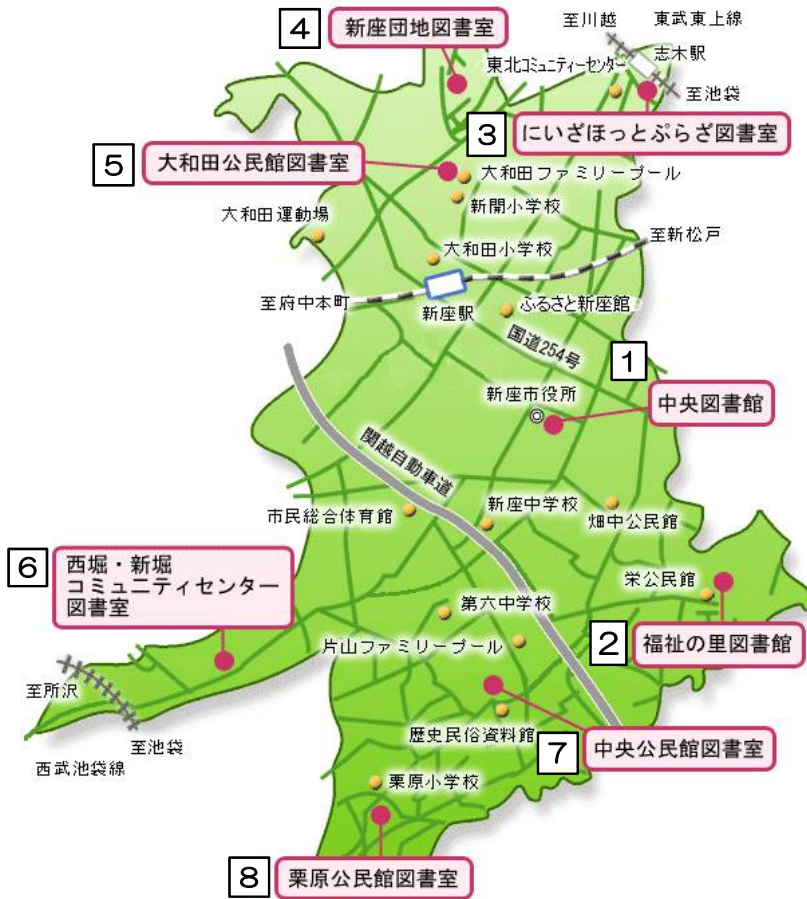 4
新座団地図書室
至川越
東武東上線
志木駅
東北コミュニティーセンター
至池袋
3
にいざほっとぷらざ図書室
5
大和田公民館図書室
大和田ファミリープール
新開小学校
大和田運動場
大和田小学校
至新松戸
至府中本町
新座駅
ふるさと新座館
国道254号
1
新座市役所
中央図書館
関越自動車道
市民総合体育館
新座中学校
畑中公民館
6
西堀・新堀
コミュニティセンター
図書室
栄公民館
第六中学校
片山ファミリープール
2
福祉の里図書館
至所沢
至池袋
西武池袋線
歴史民俗資料館
7
中央公民館図書室
栗原小学校
8
栗原公民館図書室